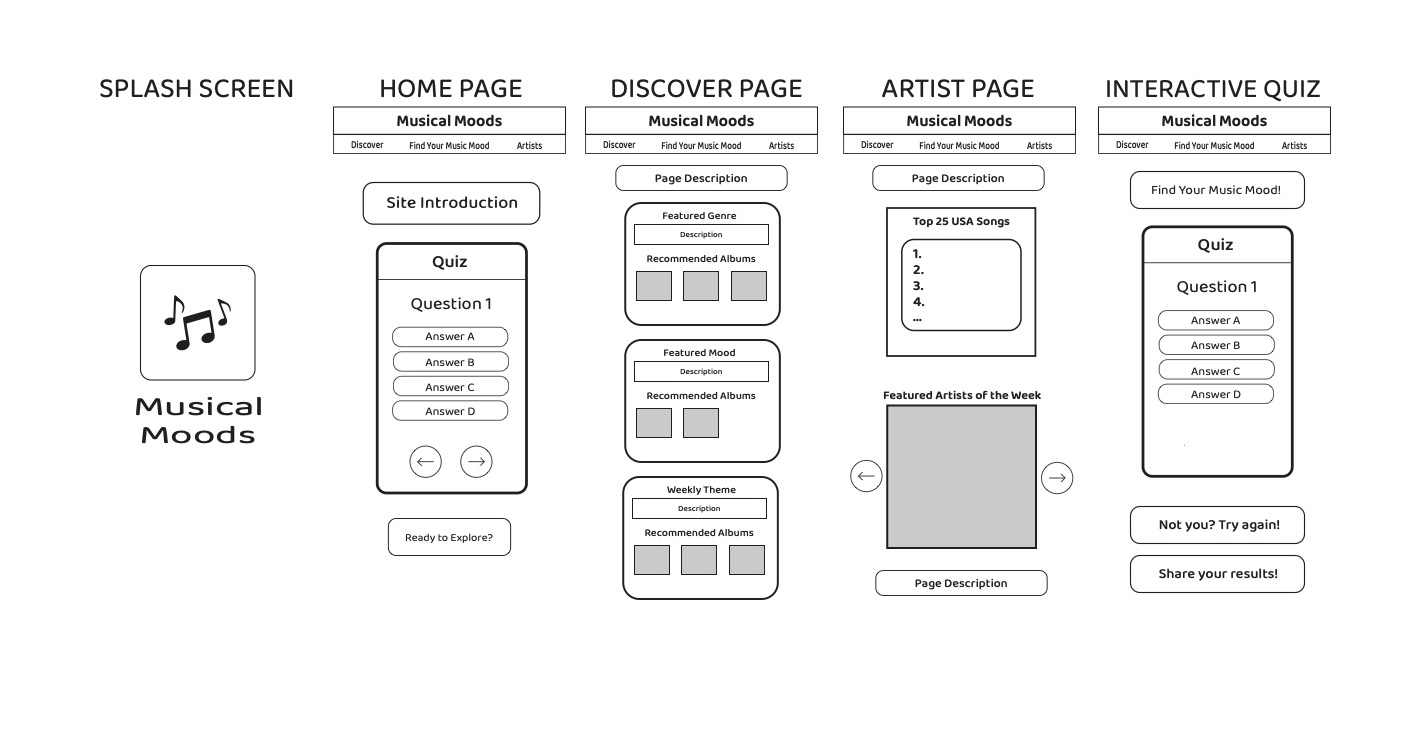 SPLASH SCREEN
Musical
Moods
HOME PAGE
Musical Moods
Discover Find Your Music Mood Artists
Site Introduction
Quiz
Question 1
Answer A
Answer B
Answer C
Answer D
Ready to Explore?
DISCOVER PAGE
Musical Moods
Discover Find Your Music Mood Artists
Page Description
Featured Genre
Description
Recommended Albums
Featured Mood
Description
Recommended Albums
Weekly Theme
Description
Recommended Albums
ARTIST PAGE
Musical Moods
Discover Find Your Music Mood Artists
Page Description
Top 25 USA Songs
1.
2.
3.
4.
...
Featured Artists of the Week
Page Description
INTERACTIVE QUIZ
Musical Moods
Discover Find Your Music Mood Artists
Find Your Music Mood!
Quiz
Question 1
Answer A
Answer B
Answer C
Answer D
Not you? Try again!
Share your results!